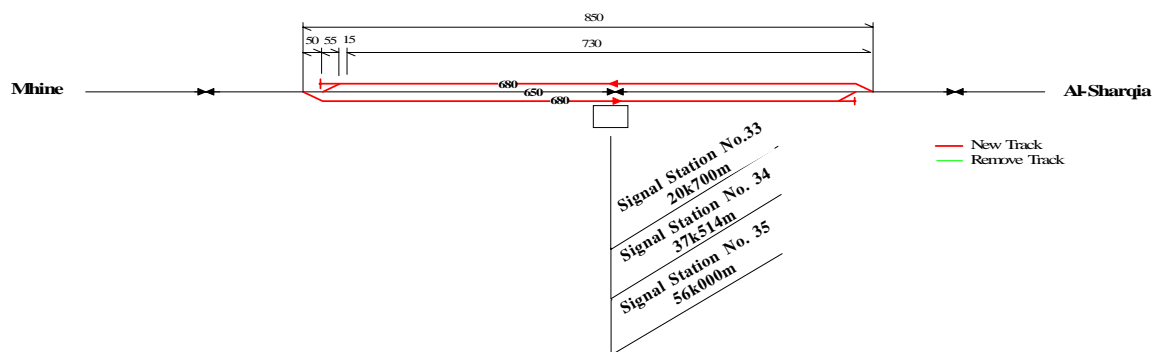 850
50 55 15 730
680
Mhine 650 Al-Sharqia
680
New Track
Remove Track
Signal Station No.33
20k700m
Signal Station No. 34
37k514m
Signal Station No. 35
56k000m